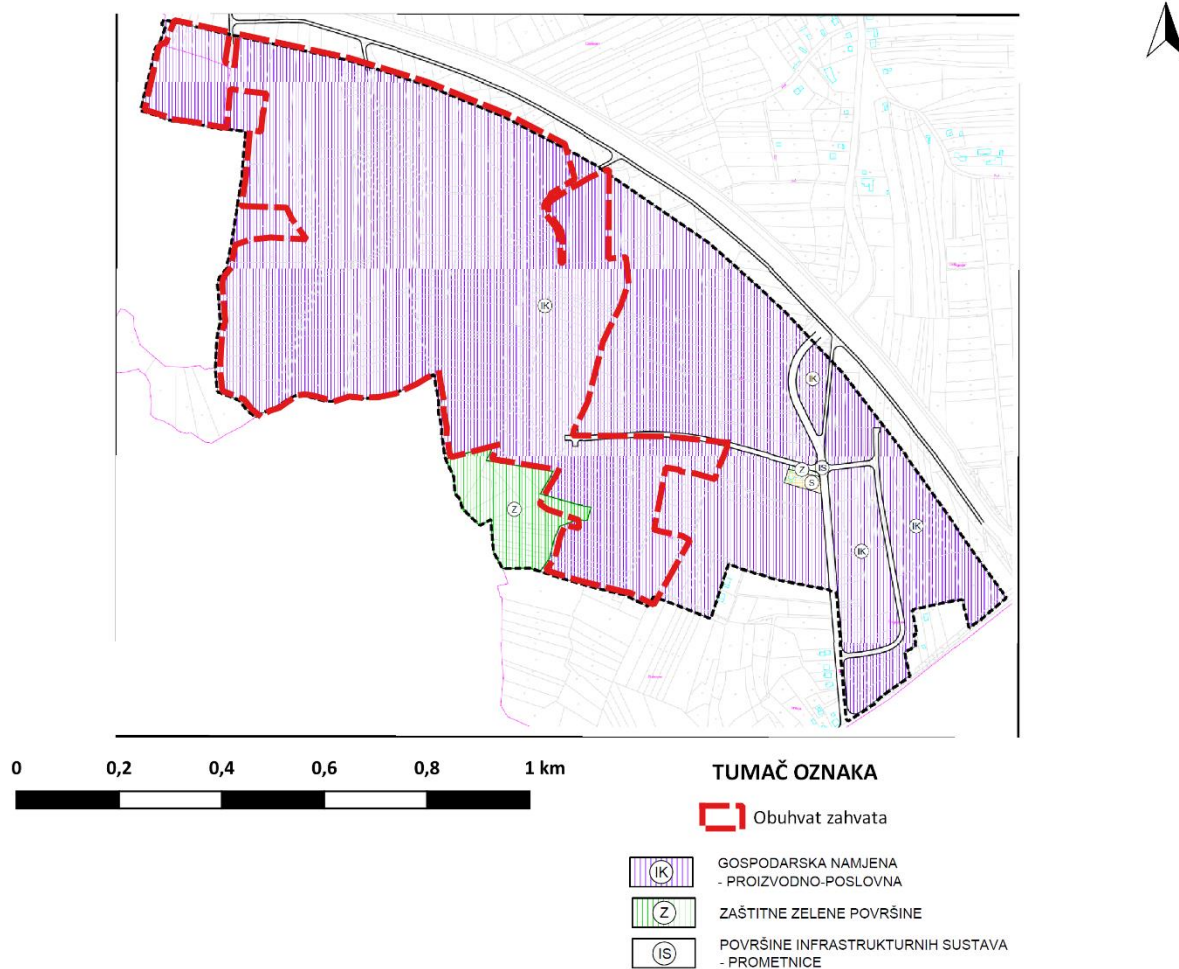 IK
IK
Z
IS
S
Z
IK
IK
0 0,2 0,4 0,6 0,8 1 km
TUMAČ OZNAKA
Obuhvat zahvata
IK
GOSPODARSKA NAMJENA
- PROIZVODNO-POSLOVNA
Z
ZAŠTITNE ZELENE POVRŠINE
IS
POVRŠINE INFRASTRUKTURNIH SUSTAVA
- PROMETNICE